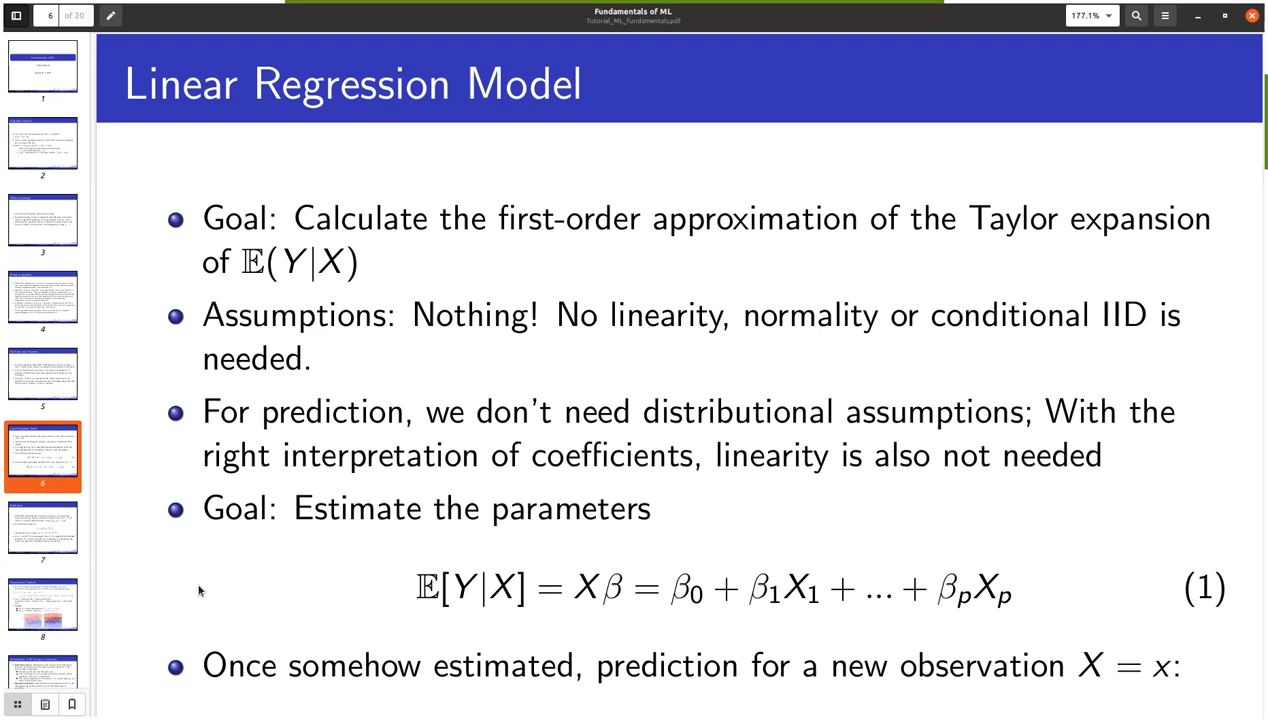 6 of 20
Fundamentals of ML
Tutorial_ML_fundamentals.pdf
177.1%
Linear Regression Model
Goal: Calculate the first-order approximation of the Taylor expansion
of 𝔼(Y|X)
Assumptions: Nothing! No linearity, normality or conditional IID is
needed.
For prediction, we don't need distributional assumptions; With the
right interpretation of coefficients, linearity is also not needed
Goal: Estimate the parameters
𝔼[Y|X] = Xβ = β₀ + β₁X₁ + ... + βₚXₚ (1)
Once somehow estimated, prediction for a new observation X = x:
1
2
3
4
5
6
7
8